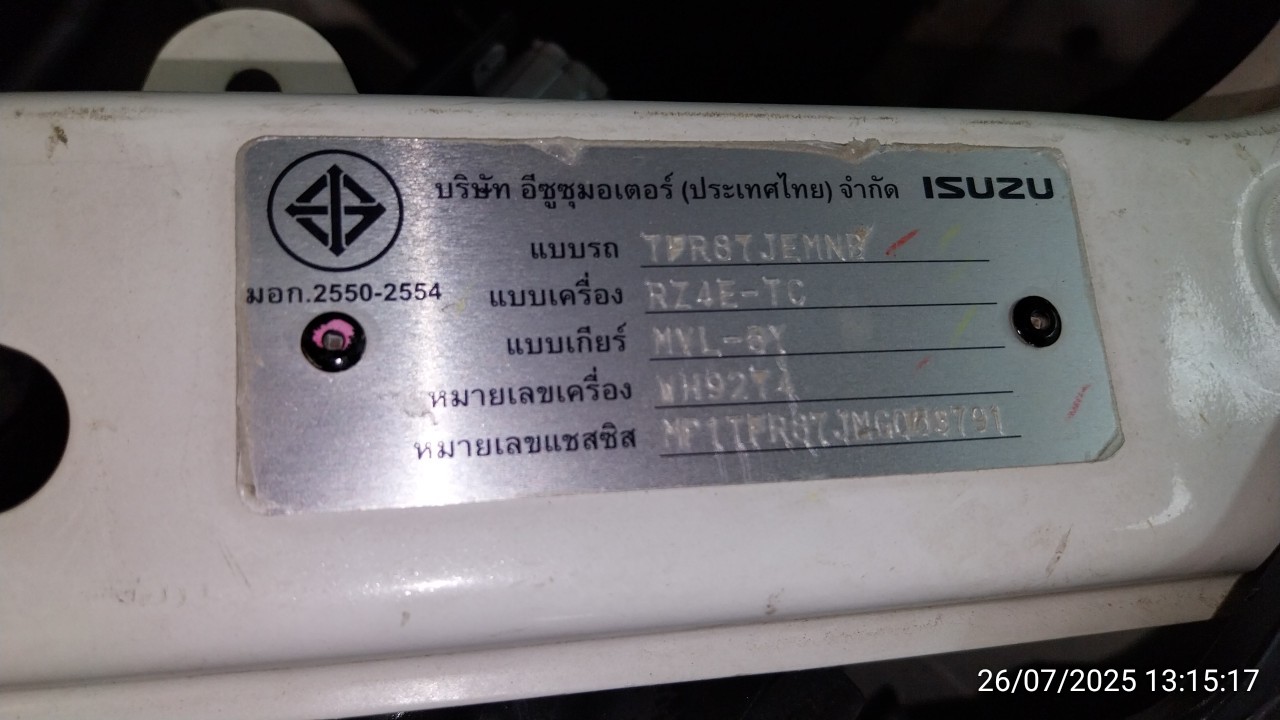 บริษัท อีซูซุมอเตอร์ (ประเทศไทย) จำกัด ISUZU
แบบรถ TFR87JEMNB
มอก.2550-2554
แบบเครื่อง RZ4E-TC
แบบเกียร์ MVL-6Y
หมายเลขเครื่อง
หมายเลขแชสซิส
26/07/2025 13:15:17